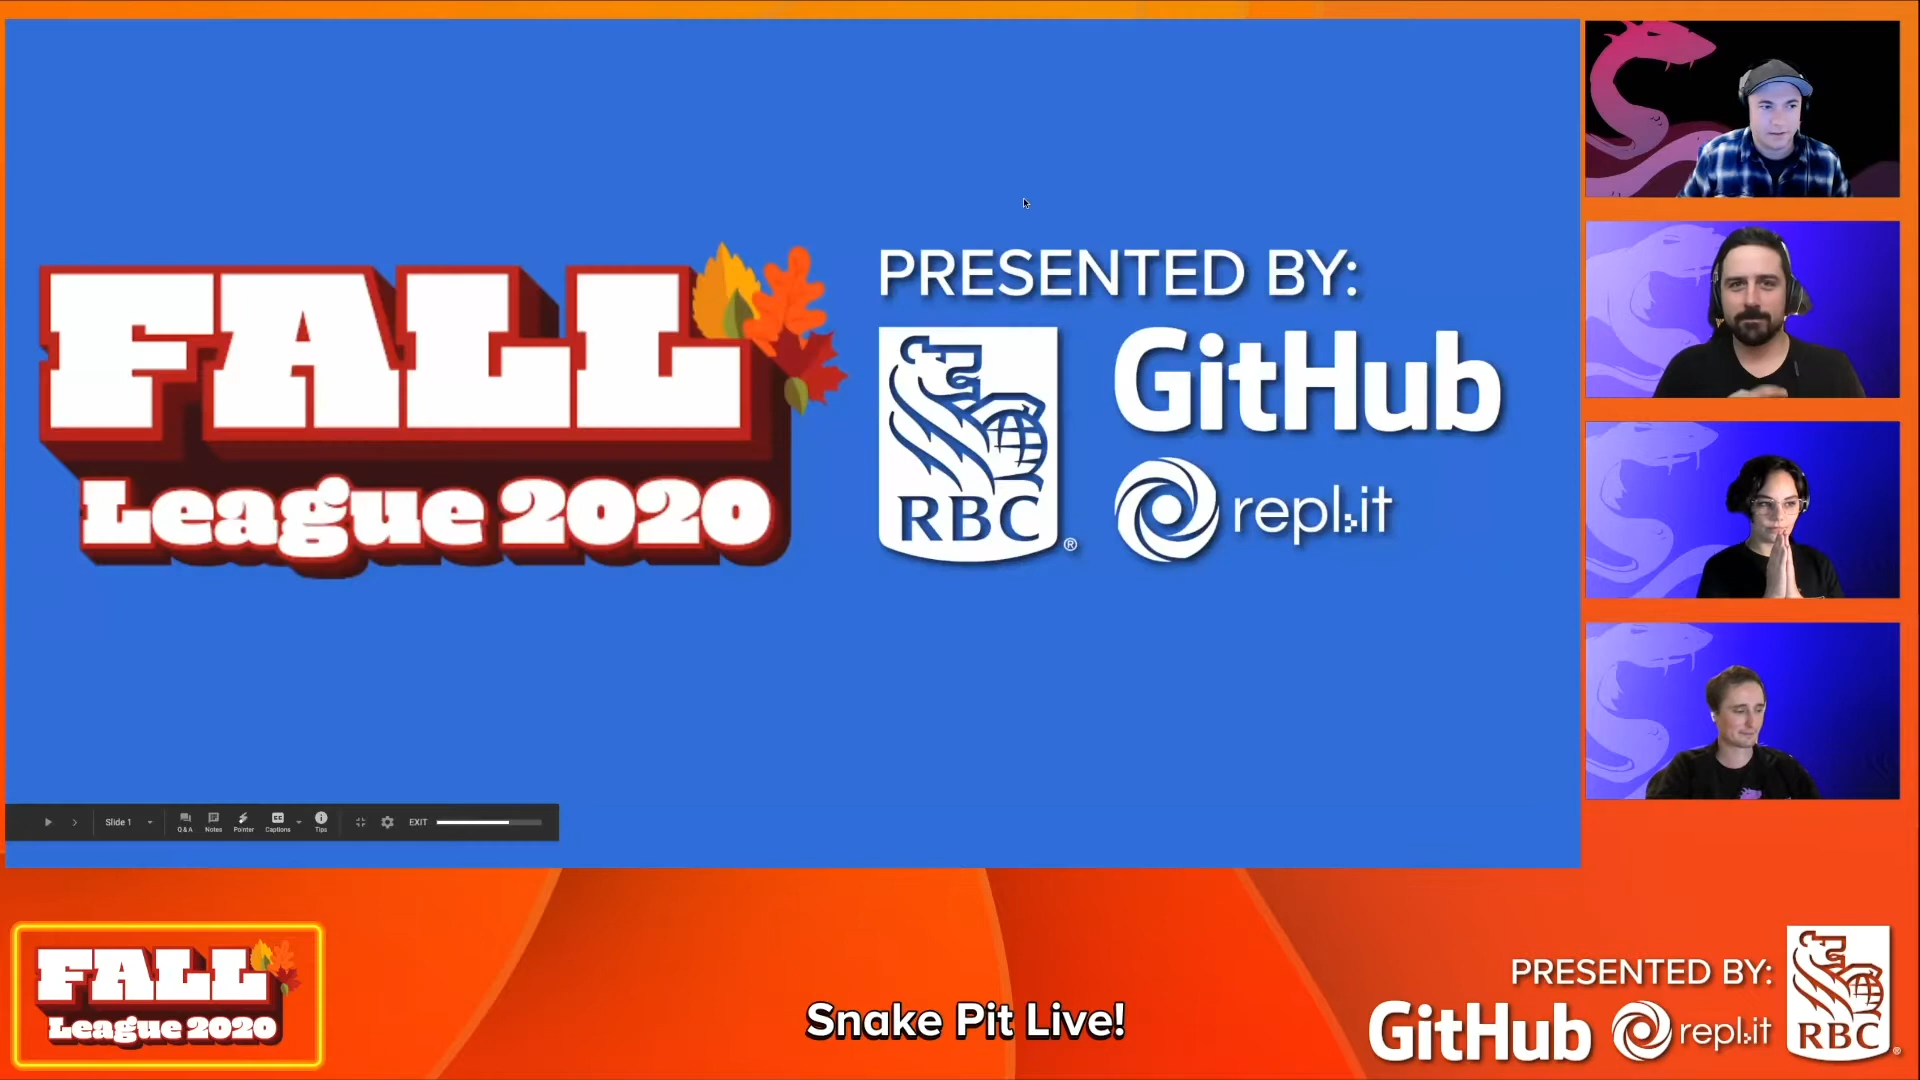 FALL
League 2020
PRESENTED BY:
RBC ®
GitHub
repl.it
Slide 1
Q & A
Notes
Pointer
Captions
Tips
EXIT
FALL
League 2020
Snake Pit Live!
PRESENTED BY:
GitHub
repl.it
RBC ®